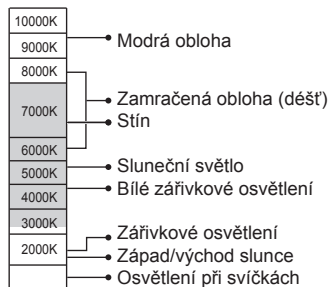 10000K
9000K
Modrá obloha
8000K
Zamračená obloha (déšť)
7000K
Stín
6000K
Sluneční světlo
5000K
Bílé zářivkové osvětlení
4000K
3000K
Zářivkové osvětlení
2000K
Západ/východ slunce
Osvětlení při svíčkách